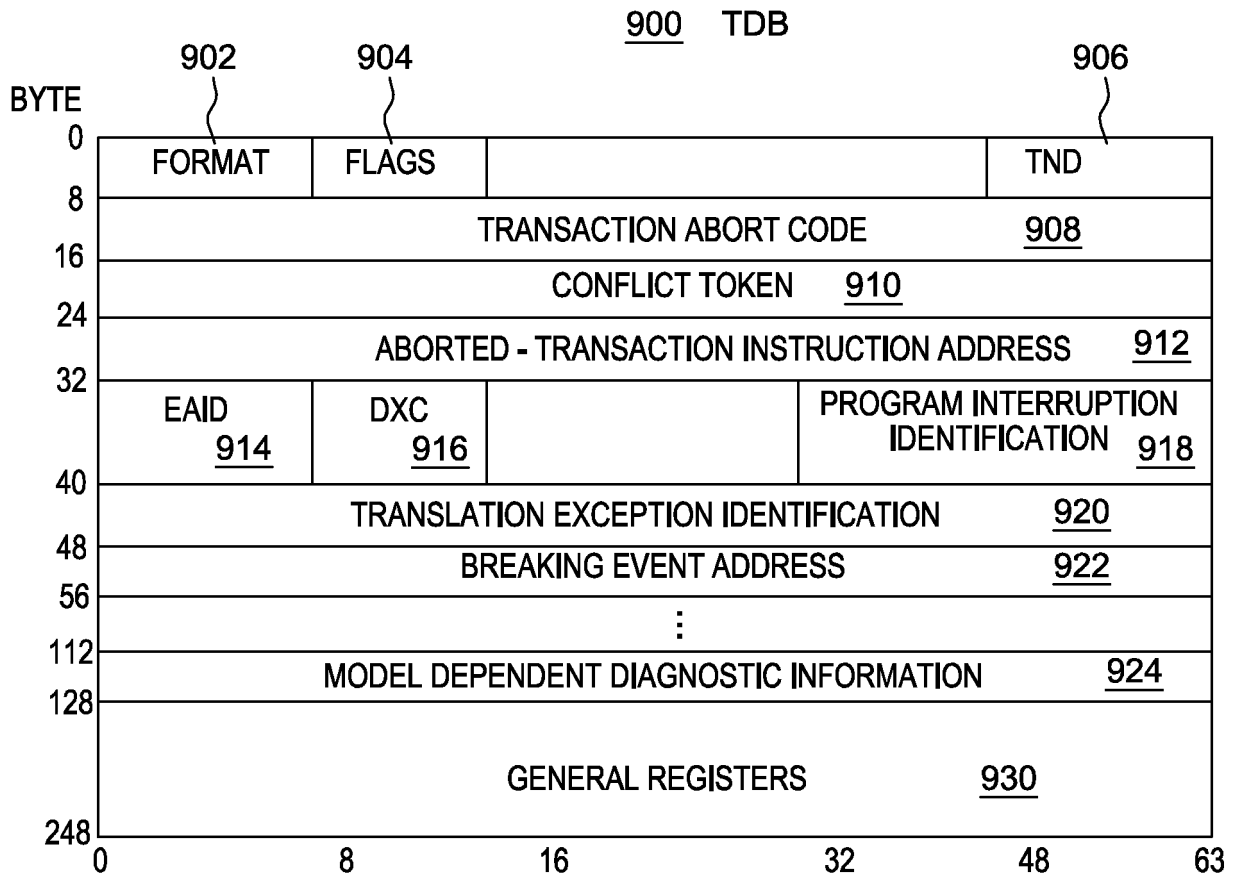 900 TDB
902 904 906
BYTE
0
FORMAT FLAGS TND
8
TRANSACTION ABORT CODE 908
16
CONFLICT TOKEN 910
24
ABORTED - TRANSACTION INSTRUCTION ADDRESS 912
32
EAID DXC PROGRAM INTERRUPTION
914 916 IDENTIFICATION 918
40
TRANSLATION EXCEPTION IDENTIFICATION 920
48
BREAKING EVENT ADDRESS 922
56
⋮
112
MODEL DEPENDENT DIAGNOSTIC INFORMATION 924
128
GENERAL REGISTERS 930
248
0 8 16 32 48 63